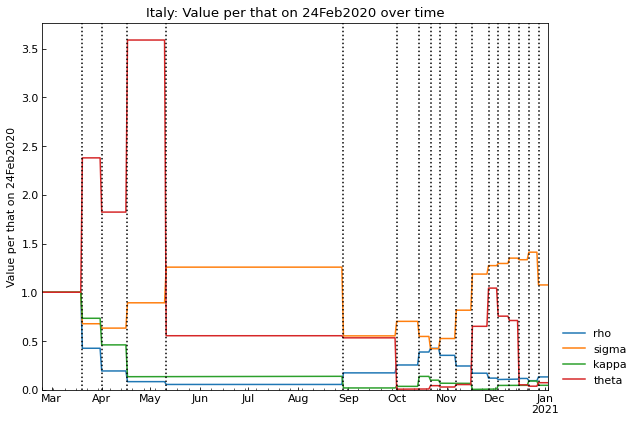 Italy: Value per that on 24Feb2020 over time
Value per that on 24Feb2020
3.5
3.0
2.5
2.0
1.5
1.0
0.5
0.0
Mar Apr May Jun Jul Aug Sep Oct Nov Dec Jan
2021
rho
sigma
kappa
theta